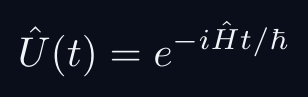 Û(t) = e^{-iĤt/ħ}